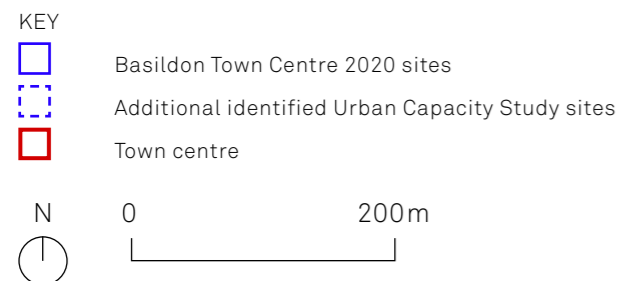 KEY
Basildon Town Centre 2020 sites
Additional identified Urban Capacity Study sites
Town centre
N 0 200m